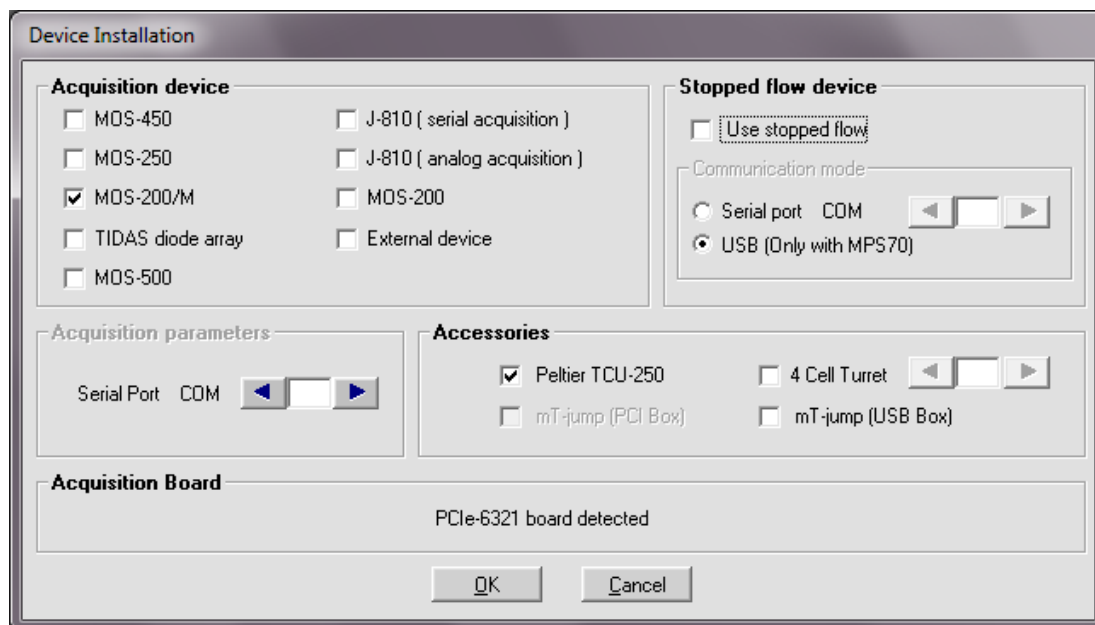 Device Installation
Acquisition device
MOS-450
MOS-250
MOS-200/M
TIDAS diode array
MOS-500
J-810 ( serial acquisition )
J-810 ( analog acquisition )
MOS-200
External device
Stopped flow device
Use stopped flow
Communication mode
Serial port COM
USB (Only with MPS70)
Acquisition parameters
Serial Port COM
Accessories
Peltier TCU-250
4 Cell Turret
mT-jump (PCI Box)
mT-jump (USB Box)
Acquisition Board
PCIe-6321 board detected
OK
Cancel